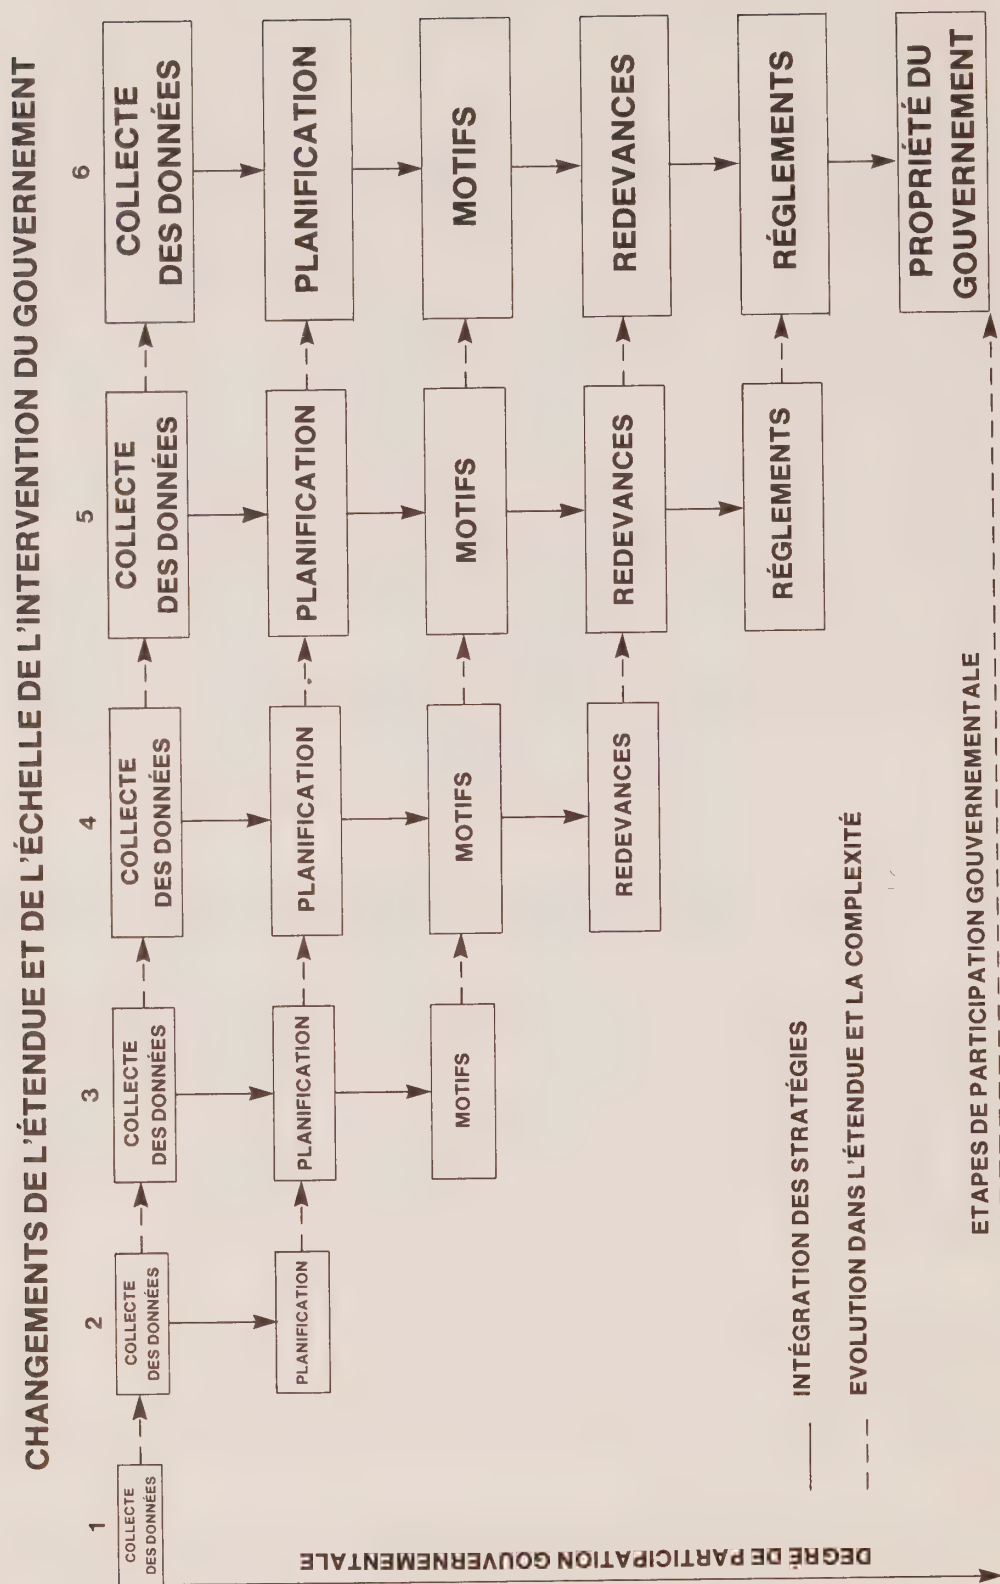 CHANGEMENTS DE L'ÉTENDUE ET DE L'ÉCHELLE DE L'INTERVENTION DU GOUVERNEMENT
1
2
3
4
5
6
COLLECTE
DES DONNÉES
COLLECTE
DES DONNÉES
COLLECTE
DES DONNÉES
COLLECTE
DES DONNÉES
COLLECTE
DES DONNÉES
COLLECTE
DES DONNÉES
PLANIFICATION
PLANIFICATION
PLANIFICATION
PLANIFICATION
PLANIFICATION
MOTIFS
MOTIFS
MOTIFS
MOTIFS
REDEVANCES
REDEVANCES
REDEVANCES
RÉGLEMENTS
RÉGLEMENTS
PROPRIÉTÉ DU
GOUVERNEMENT
DEGRÉ DE PARTICIPATION GOUVERNEMENTALE
INTÉGRATION DES STRATÉGIES
EVOLUTION DANS L'ÉTENDUE ET LA COMPLEXITÉ
ETAPES DE PARTICIPATION GOUVERNEMENTALE